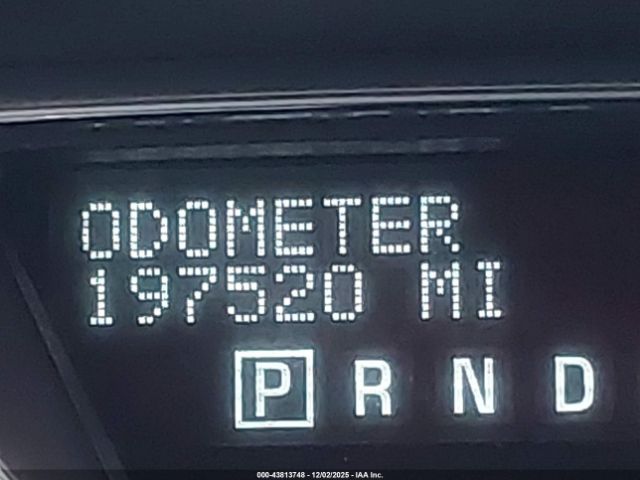 ODOMETER
197520 MI
P R N D
000-43813748 - 12/02/2025 - IAA Inc.